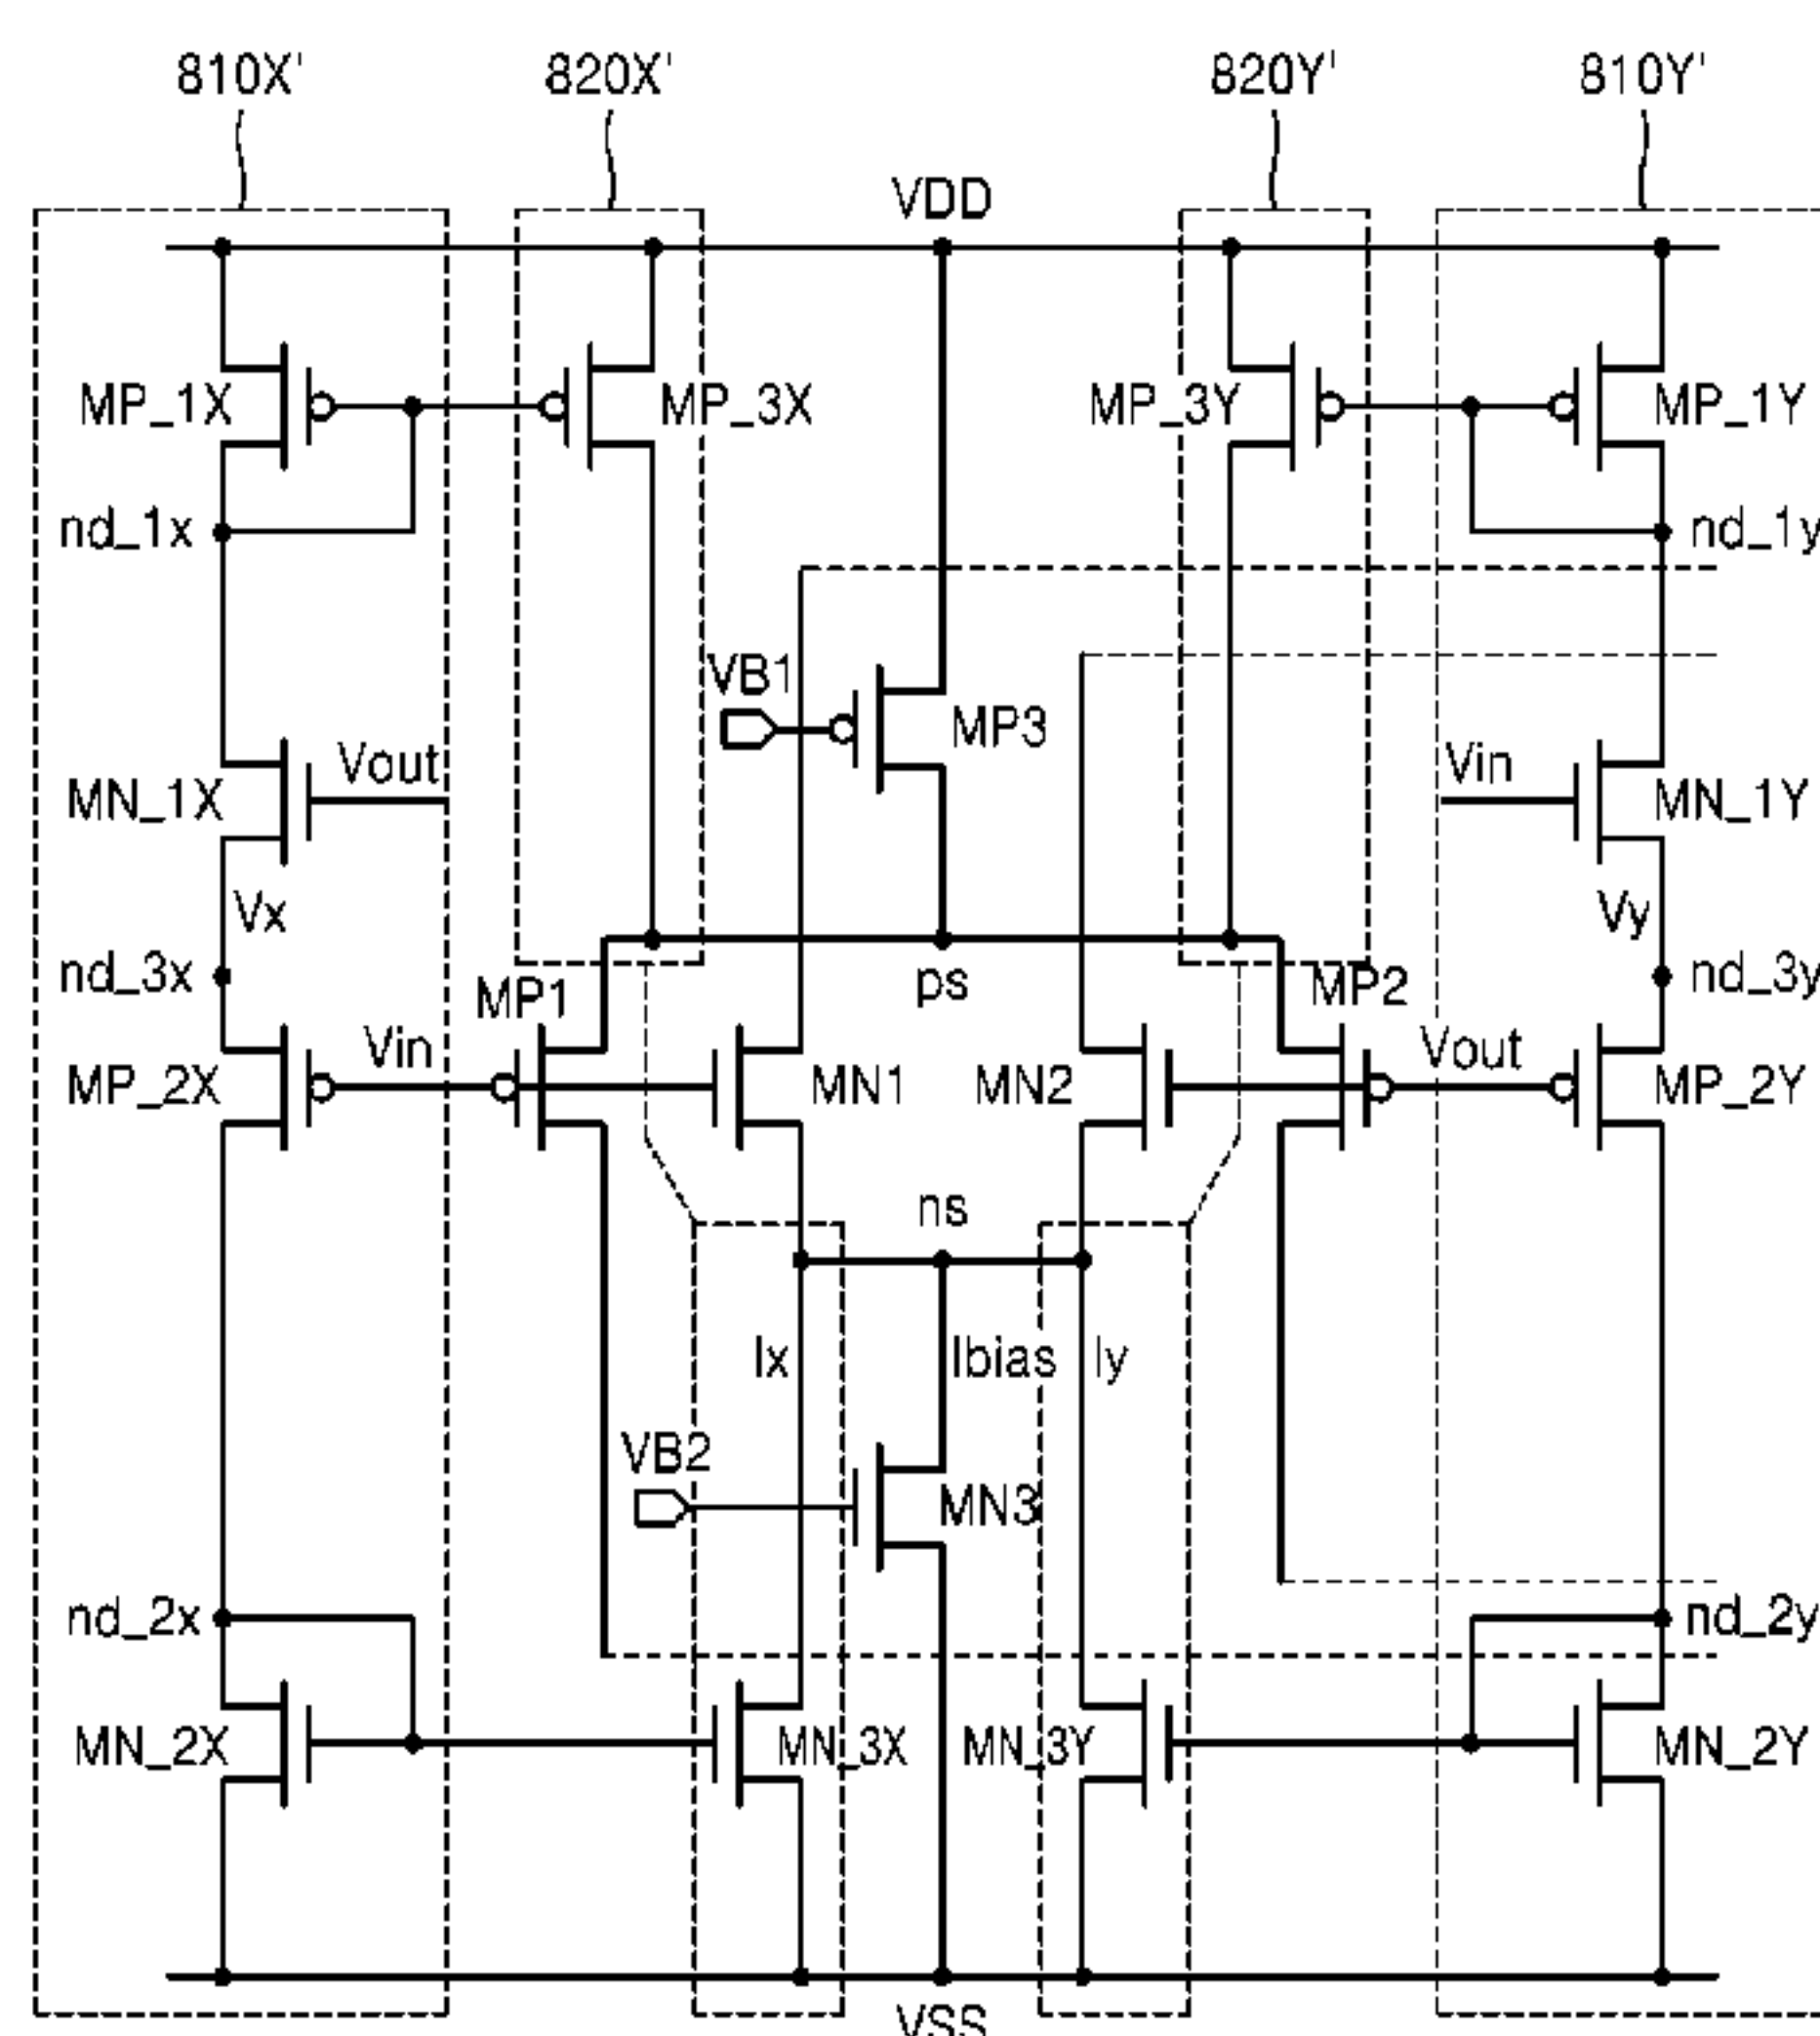 810X' 820X' 820Y' 810Y'
VDD
MP_1X MP_3X MP_3Y MP_1Y
nd_1x nd_1y
VB1
MP3
Vout Vin
MN_1X MN_1Y
Vx Vy
nd_3x MP1 ps MP2 nd_3y
Vin Vout
MP_2X MN1 MN2 MP_2Y
ns
Ix Ibias Iy
VB2
MN3
nd_2x nd_2y
MN_2X MN_3X MN_3Y MN_2Y
VSS